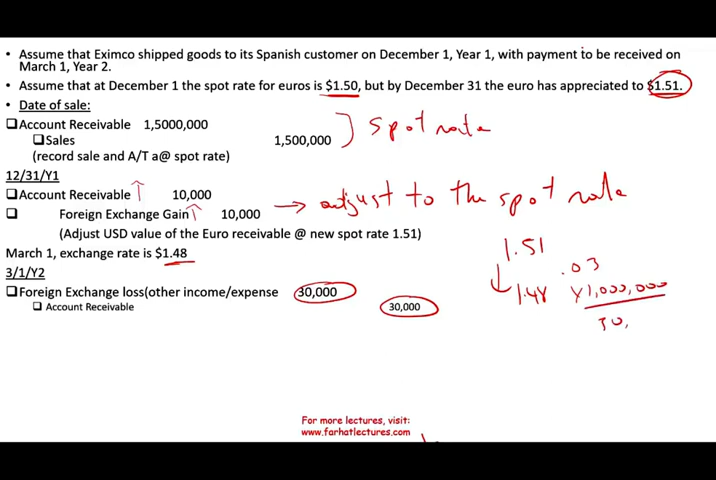 • Assume that Eximco shipped goods to its Spanish customer on December 1, Year 1, with payment to be received on
March 1, Year 2.
• Assume that at December 1 the spot rate for euros is $1.50, but by December 31 the euro has appreciated to $1.51.
• Date of sale:
Account Receivable 1,5000,000
Sales 1,500,000
spot rate
(record sale and A/T a@ spot rate)
12/31/Y1
Account Receivable 10,000
Foreign Exchange Gain 10,000
adjust to the spot rate
(Adjust USD value of the Euro receivable @ new spot rate 1.51)
March 1, exchange rate is $1.48
3/1/Y2
Foreign Exchange loss(other income/expense 30,000
Account Receivable 30,000
1.51
1.48
.03
x1,000,000
30,
For more lectures, visit:
www.farhatlectures.com